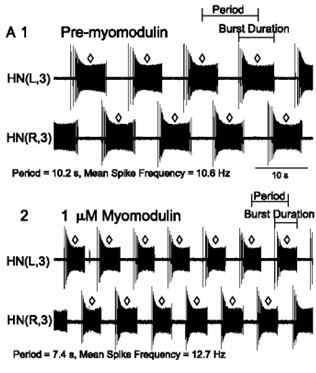 Period
A 1 Pre-myomodulin Burst Duration
HN(L,3)
HN(R,3)
Period = 10.2 s, Mean Spike Frequency = 10.6 Hz
10 s
Period
2 1 μM Myomodulin Burst Duration
HN(L,3)
HN(R,3)
Period = 7.4 s, Mean Spike Frequency = 12.7 Hz